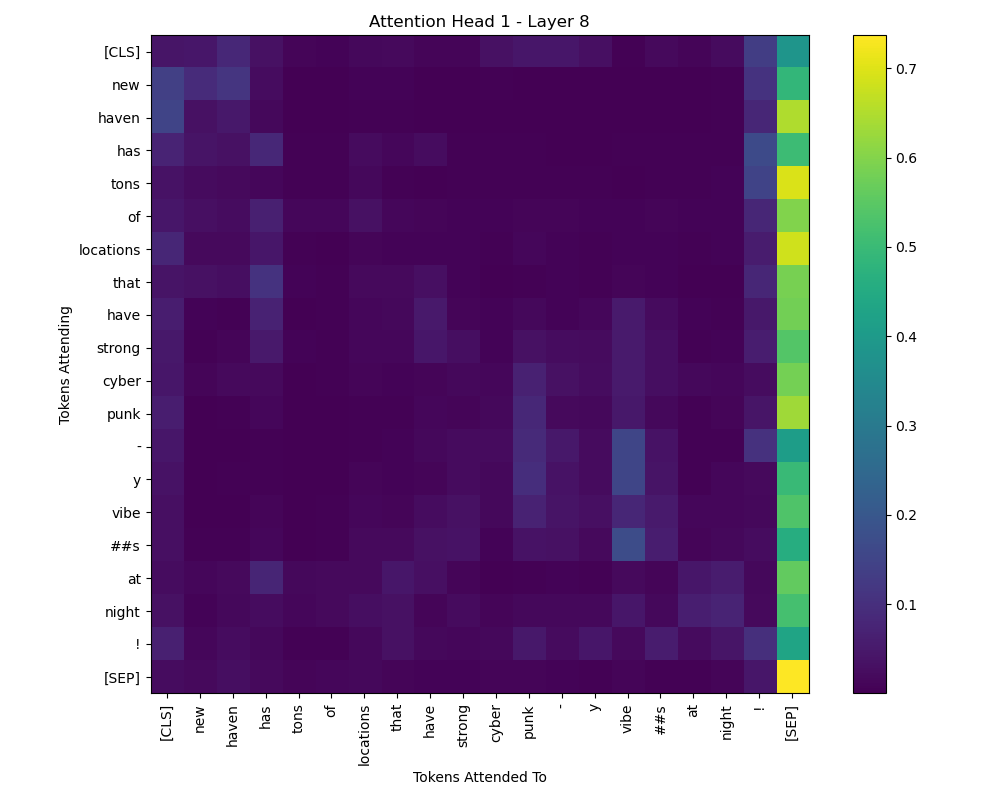 Attention Head 1 - Layer 8
[CLS]
new
haven
has
tons
of
locations
that
have
strong
cyber
punk
-
y
vibe
##s
at
night
!
[SEP]
Tokens Attending
[CLS] new haven has tons of locations that have strong cyber punk - y vibe ##s at night ! [SEP]
Tokens Attended To
0.7
0.6
0.5
0.4
0.3
0.2
0.1